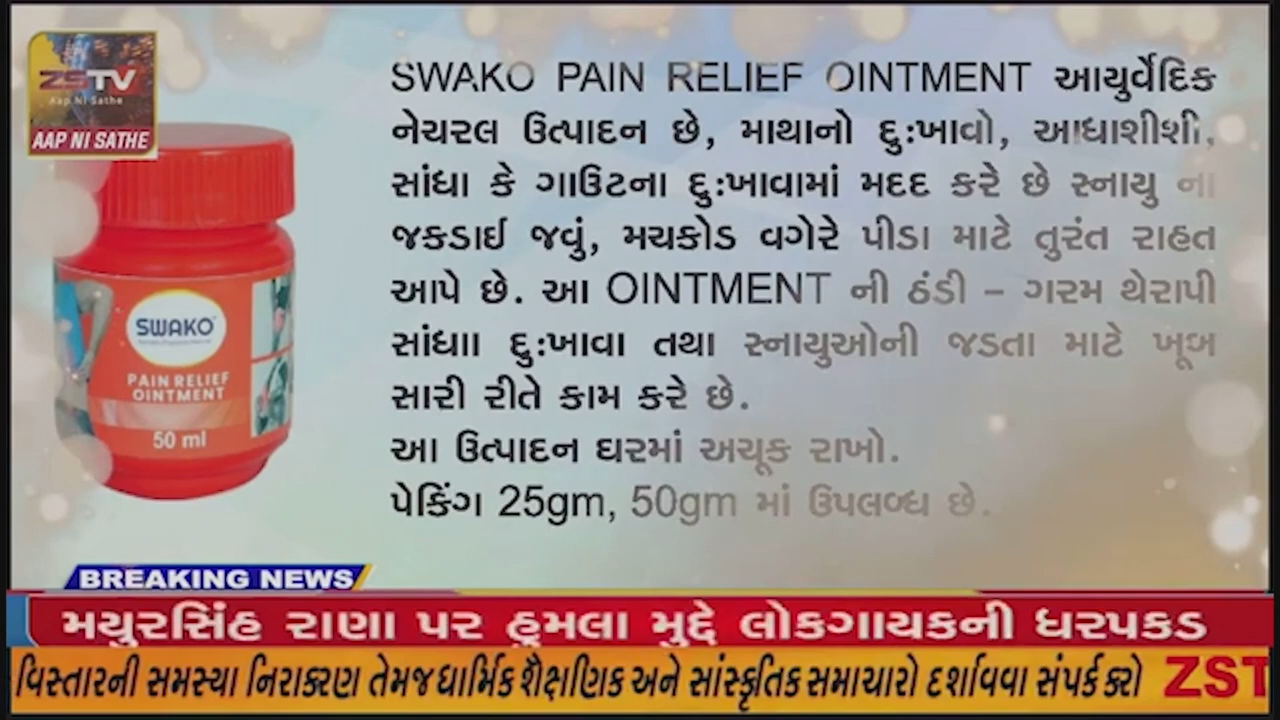 ZSTV
Aap Ni Sathe
AAP NI SATHE
SWAKO PAIN RELIEF OINTMENT આયુર્વેદિક
નેચરલ ઉત્પાદન છે, માથાનો દુઃખાવો, આધાશીશી,
સાંધા કે ગાઉટના દુઃખાવામાં મદદ કરે છે સ્નાયુ ના
જકડાઈ જવું, મચકોડ વગેરે પીડા માટે તુરંત રાહત
આપે છે. આ OINTMENT ની ઠંડી – ગરમ થેરાપી
સાંધાા દુઃખાવા તથા સ્નાયુઓની જડતા માટે ખૂબ
સારી રીતે કામ કરે છે.
આ ઉત્પાદન ઘરમાં અચૂક રાખો.
પેકિંગ 25gm, 50gm માં ઉપલબ્ધ છે.
SWAKO
PAIN RELIEF
OINTMENT
50 ml
BREAKING NEWS
મયુરસિંહ રાણા પર હૂમલા મુદ્દે લોકગાયકની ધરપકડ
વિસ્તારની સમસ્યા નિરાકરણ તેમજ ધાર્મિક શૈક્ષણિક અને સાંસ્કૃતિક સમાચારો દર્શાવવા સંપર્ક કરો ZST